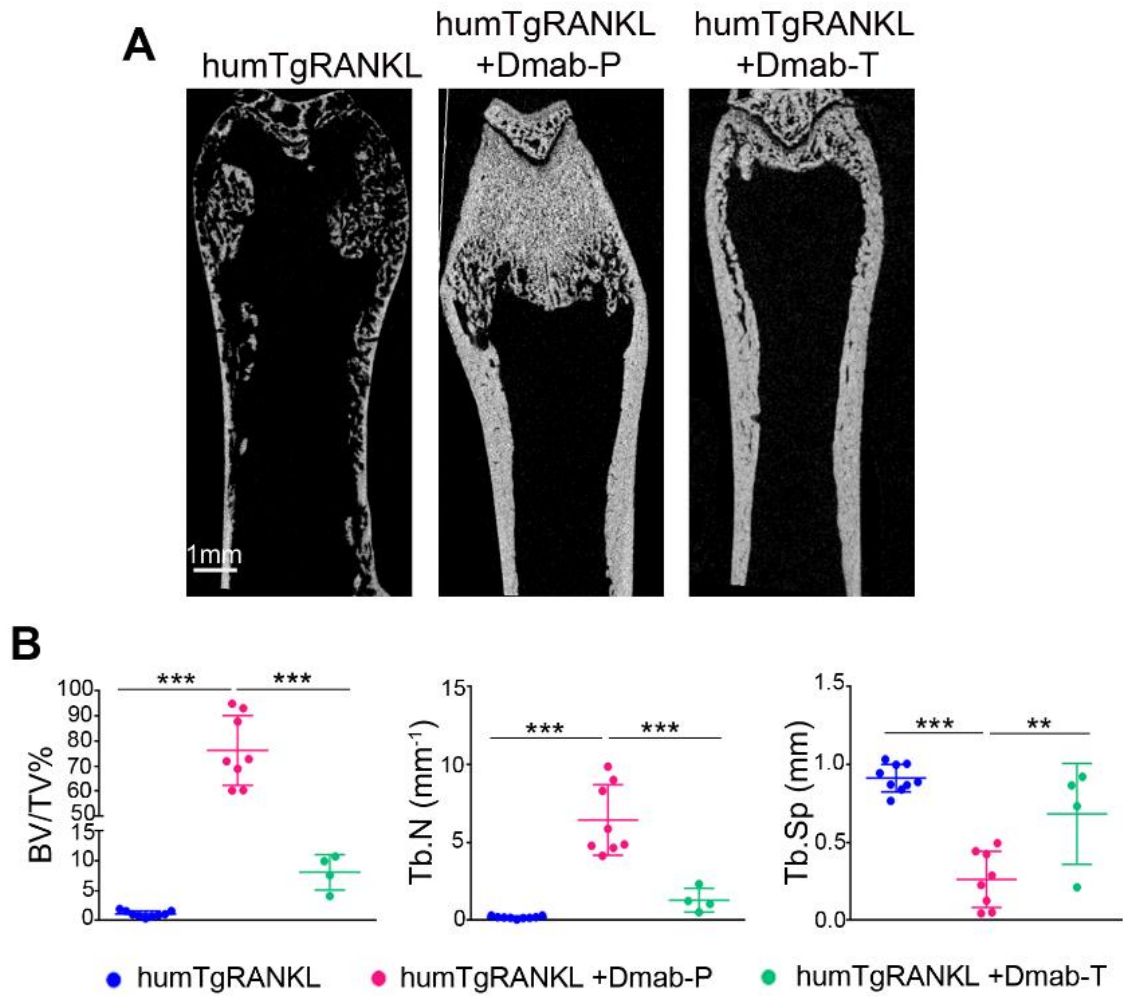 A
humTgRANKL
humTgRANKL
+Dmab-P
humTgRANKL
+Dmab-T
1mm
B
BV/TV%
100
90
80
70
60
50
15
10
5
0
***
***
Tb.N (mm⁻¹)
15
10
5
0
***
***
Tb.Sp (mm)
1.5
1.0
0.5
0.0
***
**
humTgRANKL
humTgRANKL +Dmab-P
humTgRANKL +Dmab-T